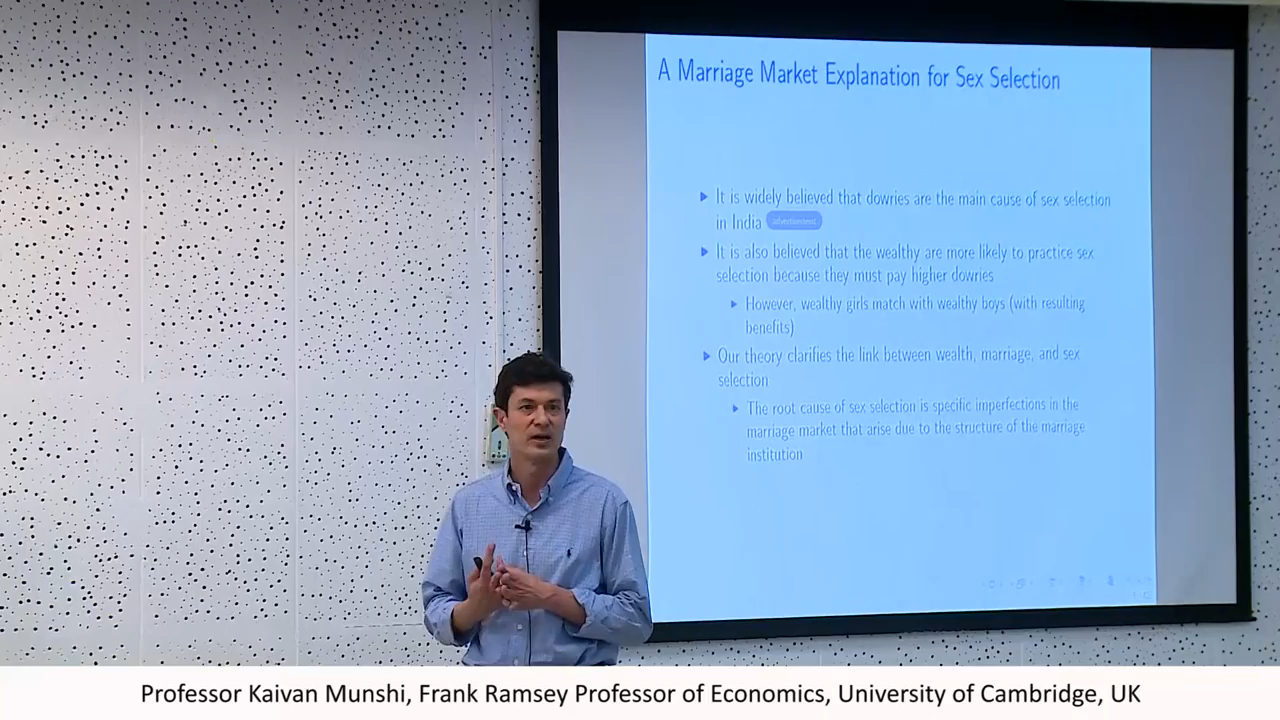 A Marriage Market Explanation for Sex Selection
It is widely believed that dowries are the main cause of sex selection
in India advertisement
It is also believed that the wealthy are more likely to practice sex
selection because they must pay higher dowries
However, wealthy girls match with wealthy boys (with resulting
benefits)
Our theory clarifies the link between wealth, marriage, and sex
selection
The root cause of sex selection is specific imperfections in the
marriage market that arise due to the structure of the marriage
institution
Professor Kaivan Munshi, Frank Ramsey Professor of Economics, University of Cambridge, UK